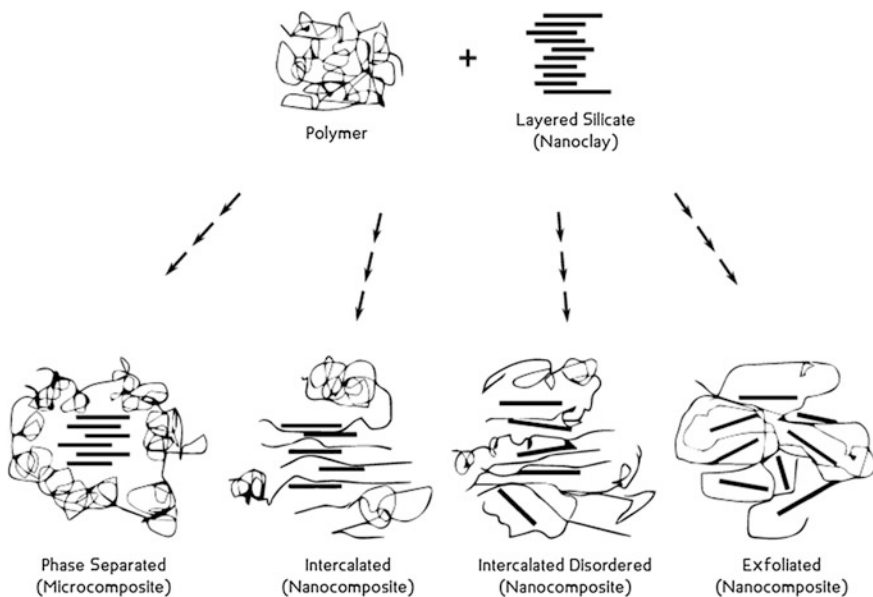 +
Polymer
Layered Silicate
(Nanoclay)
Phase Separated
(Microcomposite)
Intercalated
(Nanocomposite)
Intercalated Disordered
(Nanocomposite)
Exfoliated
(Nanocomposite)